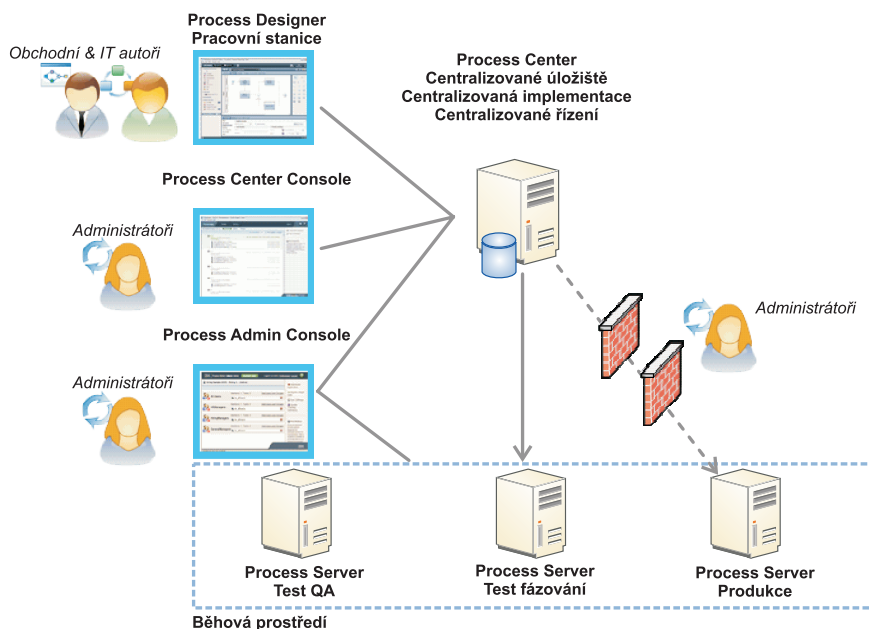 Process Designer
Pracovní stanice
Obchodní & IT autoři
Process Center
Centralizované úložiště
Centralizovaná implementace
Centralizované řízení
Process Center Console
Administrátoři
Process Admin Console
Administrátoři
Administrátoři
Process Server
Test QA
Process Server
Test fázování
Process Server
Produkce
Běhová prostředí